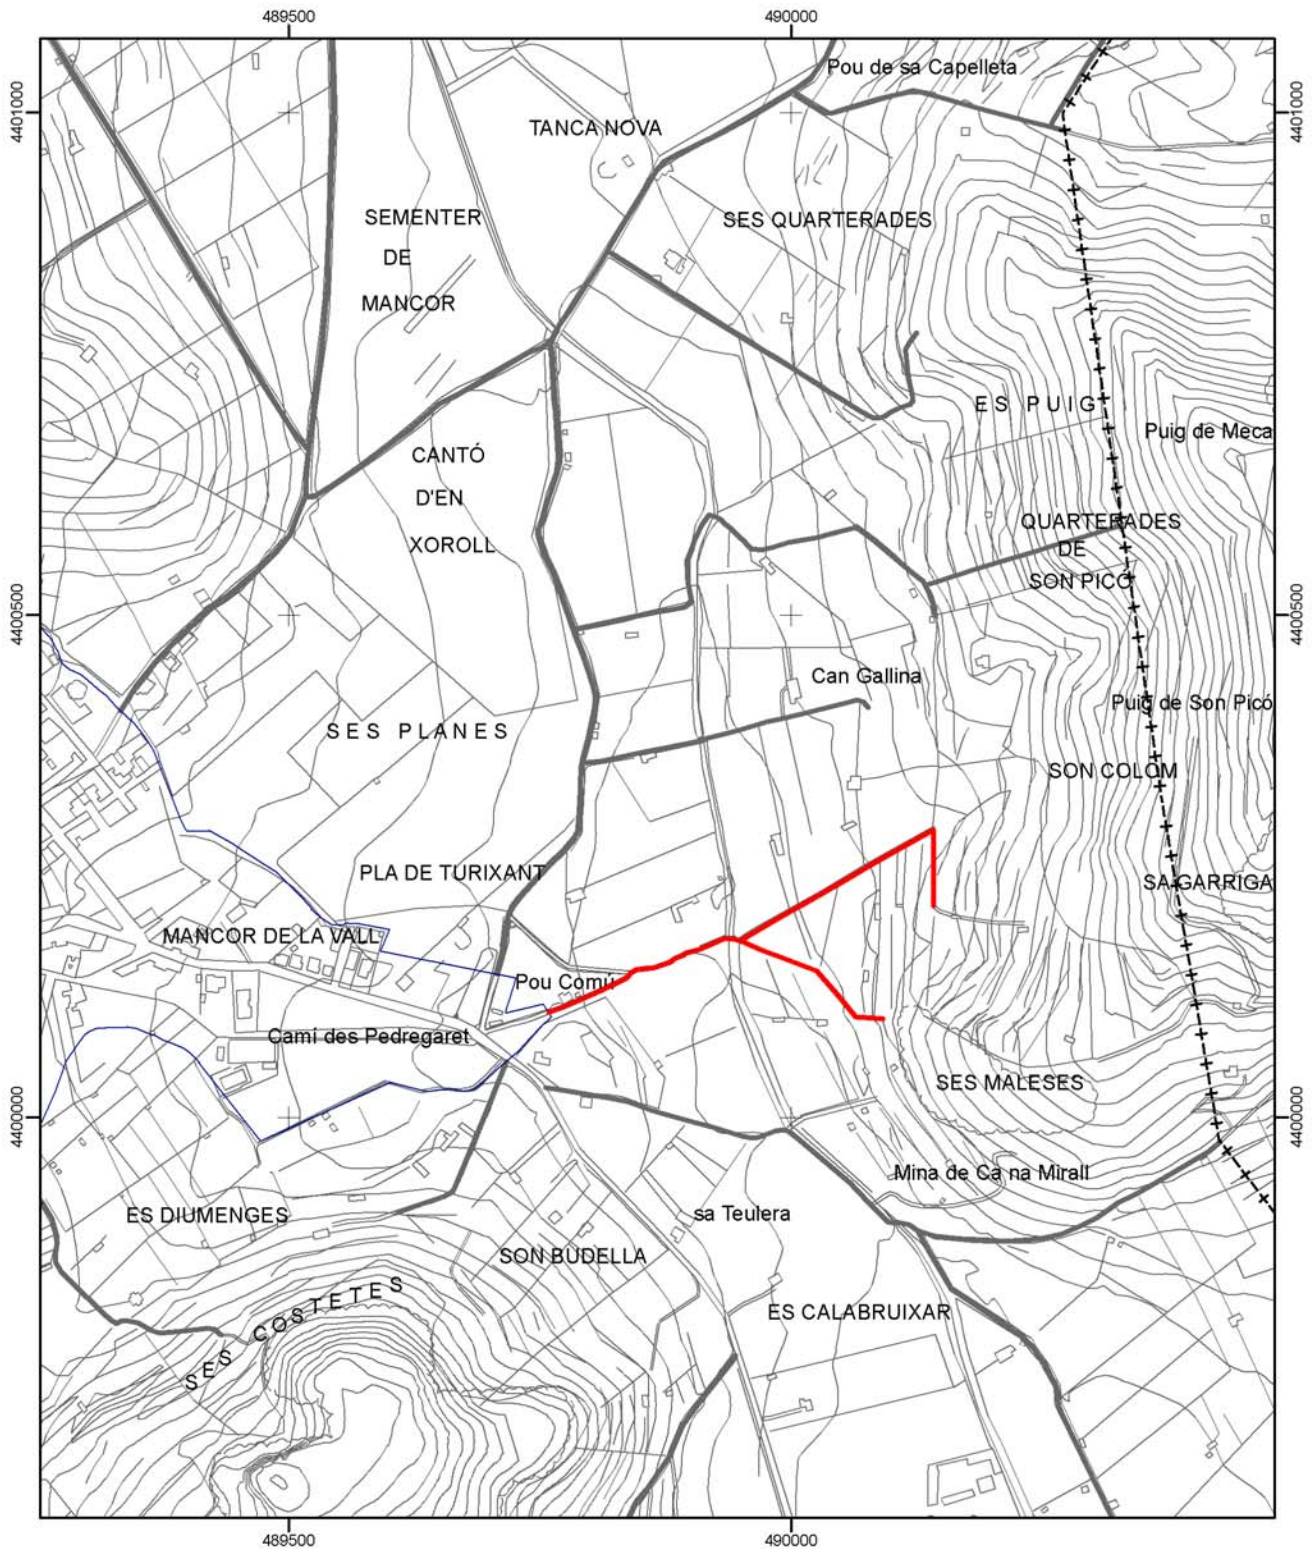 489500
490000
Pou de sa Capelleta
4401000
4401000
TANCA NOVA
SEMENTER
DE
MANCOR
SES QUARTERADES
ES PUIG
Puig de Meca
CANTÓ
D'EN
XOROLL
QUARTERADES
DE
SON PICÓ
4400500
4400500
Can Gallina
SES PLANES
Puig de Son Picó
SON COLOM
PLA DE TURIXANT
SA GARRIGA
MANCOR DE LA VALL
Pou Comú
Camí des Pedregaret
SES MALESES
4400000
4400000
Mina de Ca na Mirall
ES DIUMENGES
sa Teulera
SON BUDELLA
SES COSTETES
ES CALABRUIXAR
489500
490000